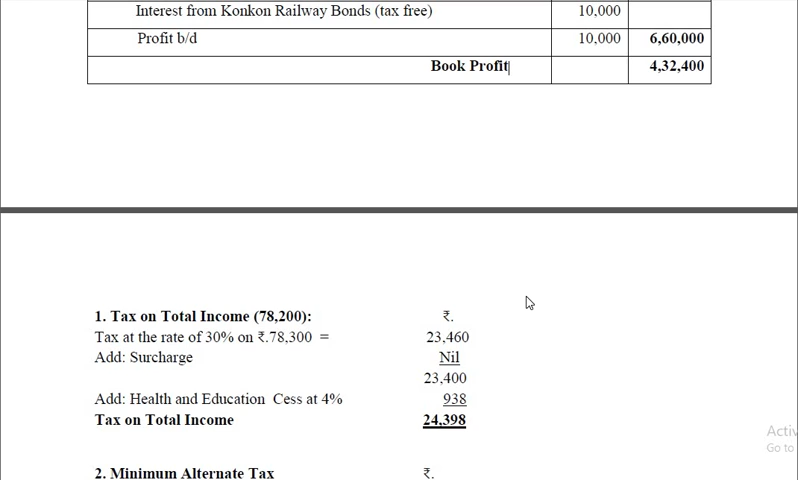 Interest from Konkon Railway Bonds (tax free) 10,000
Profit b/d 10,000 6,60,000
Book Profit 4,32,400
1. Tax on Total Income (78,200): ₹.
Tax at the rate of 30% on ₹.78,300 = 23,460
Add: Surcharge Nil
23,400
Add: Health and Education Cess at 4% 938
Tax on Total Income 24,398
2. Minimum Alternate Tax ₹.
Activ
Go to